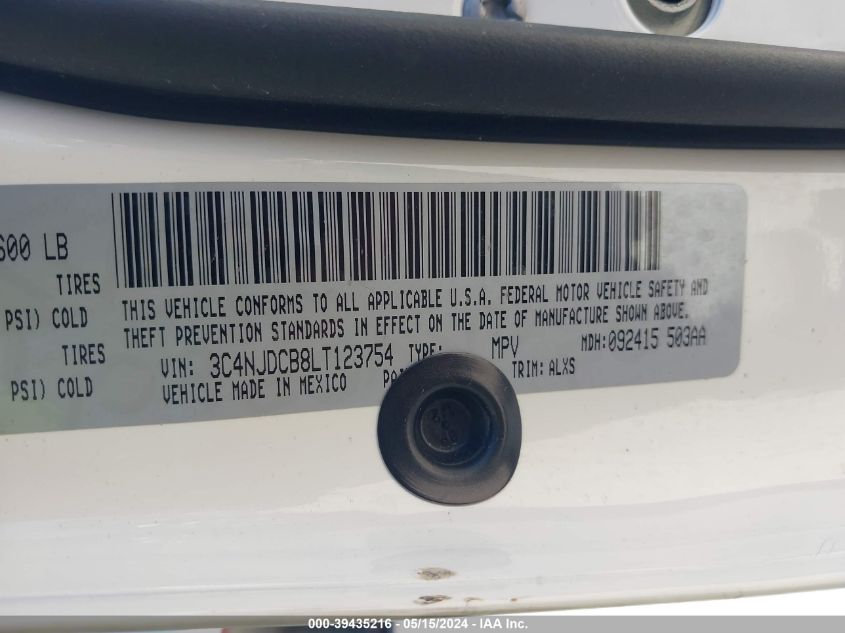 600 LB
TIRES
PSI) COLD
TIRES
PSI) COLD
THIS VEHICLE CONFORMS TO ALL APPLICABLE U.S.A. FEDERAL MOTOR VEHICLE SAFETY AND
THEFT PREVENTION STANDARDS IN EFFECT ON THE DATE OF MANUFACTURE SHOWN ABOVE.
VIN: 3C4NJDCB8LT123754 TYPE: MPV MDH:092415 503AA
VEHICLE MADE IN MEXICO TRIM:ALXS
000-39435216 - 05/15/2024 - IAA Inc.